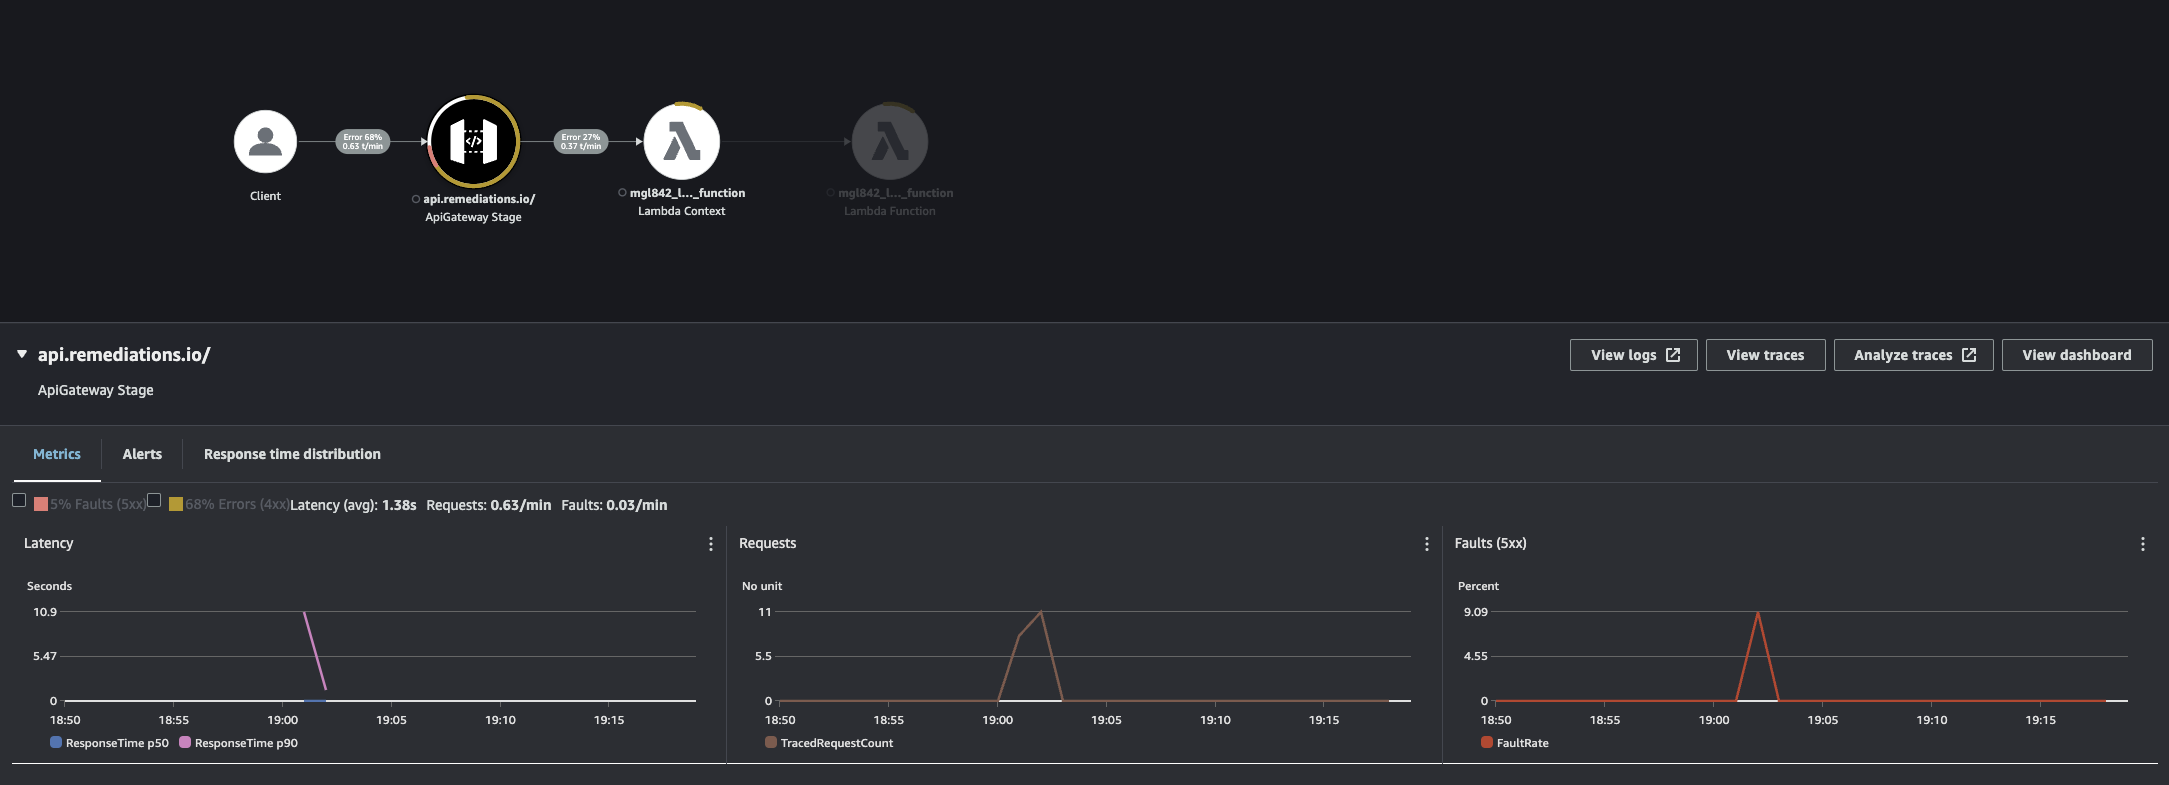 Error 68%
0.63 t/min
Error 27%
0.37 t/min
Client
api.remediations.io/
ApiGateway Stage
mgl842_l..._function
Lambda Context
mgl842_l..._function
Lambda Function
api.remediations.io/
ApiGateway Stage
View logs
View traces
Analyze traces
View dashboard
Metrics
Alerts
Response time distribution
5% Faults (5xx)
68% Errors (4xx)
Latency (avg): 1.38s Requests: 0.63/min Faults: 0.03/min
Latency
Seconds
10.9
5.47
0
18:50 18:55 19:00 19:05 19:10 19:15
ResponseTime p50 ResponseTime p90
Requests
No unit
11
5.5
0
18:50 18:55 19:00 19:05 19:10 19:15
TracedRequestCount
Faults (5xx)
Percent
9.09
4.55
0
18:50 18:55 19:00 19:05 19:10 19:15
FaultRate